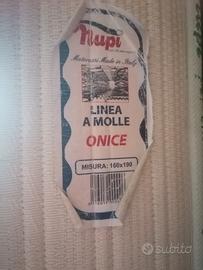 Nupi
Materassi Made in Italy
LINEA
A MOLLE
ONICE
MISURA: 160x190
subito